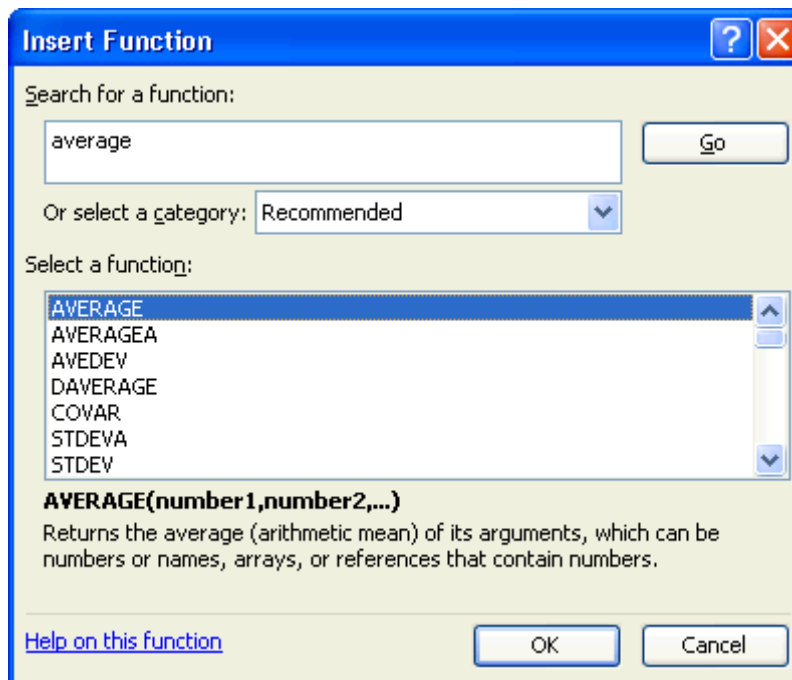 Insert Function
Search for a function:
average
Go
Or select a category: Recommended
Select a function:
AVERAGE
AVERAGEA
AVEDEV
DAVERAGE
COVAR
STDEVA
STDEV
AVERAGE(number1,number2,...)
Returns the average (arithmetic mean) of its arguments, which can be
numbers or names, arrays, or references that contain numbers.
Help on this function
OK
Cancel